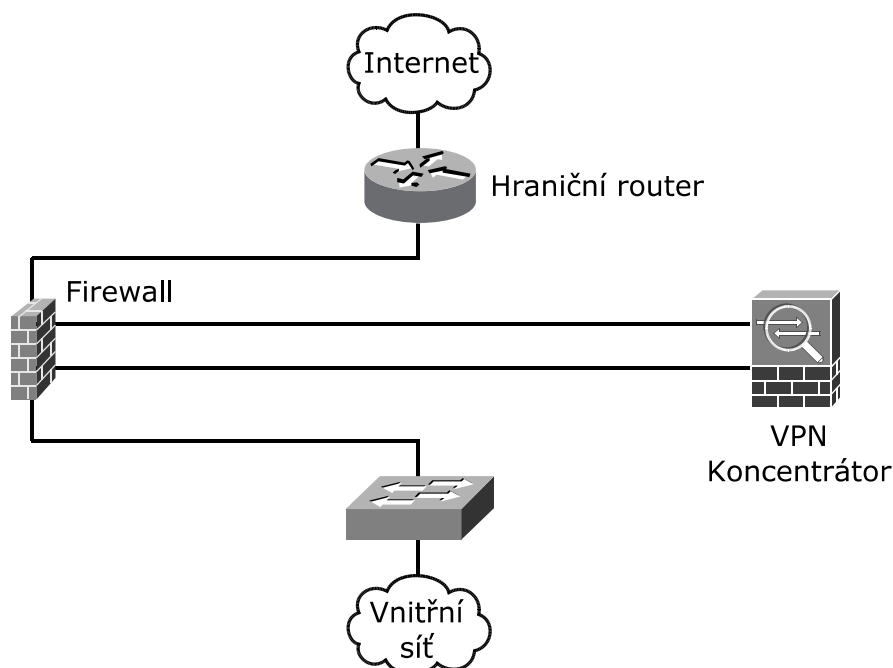 Internet
Hraniční router
Firewall
VPN
Koncentrátor
Vnitřní
síť